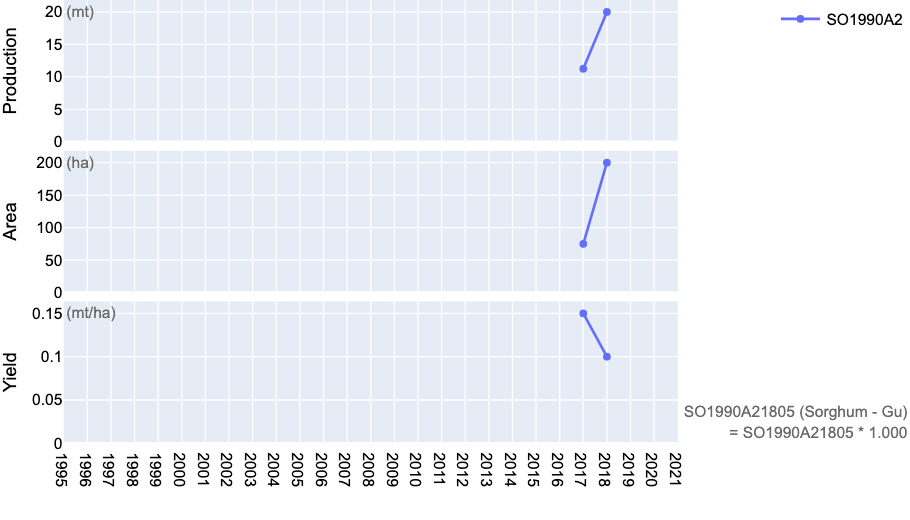 20 (mt)
15
10
5
0
Production
SO1990A2
200 (ha)
150
100
50
0
Area
0.15 (mt/ha)
0.1
0.05
0
Yield
SO1990A21805 (Sorghum - Gu)
= SO1990A21805 * 1.000
1995 1996 1997 1998 1999 2000 2001 2002 2003 2004 2005 2006 2007 2008 2009 2010 2011 2012 2013 2014 2015 2016 2017 2018 2019 2020 2021